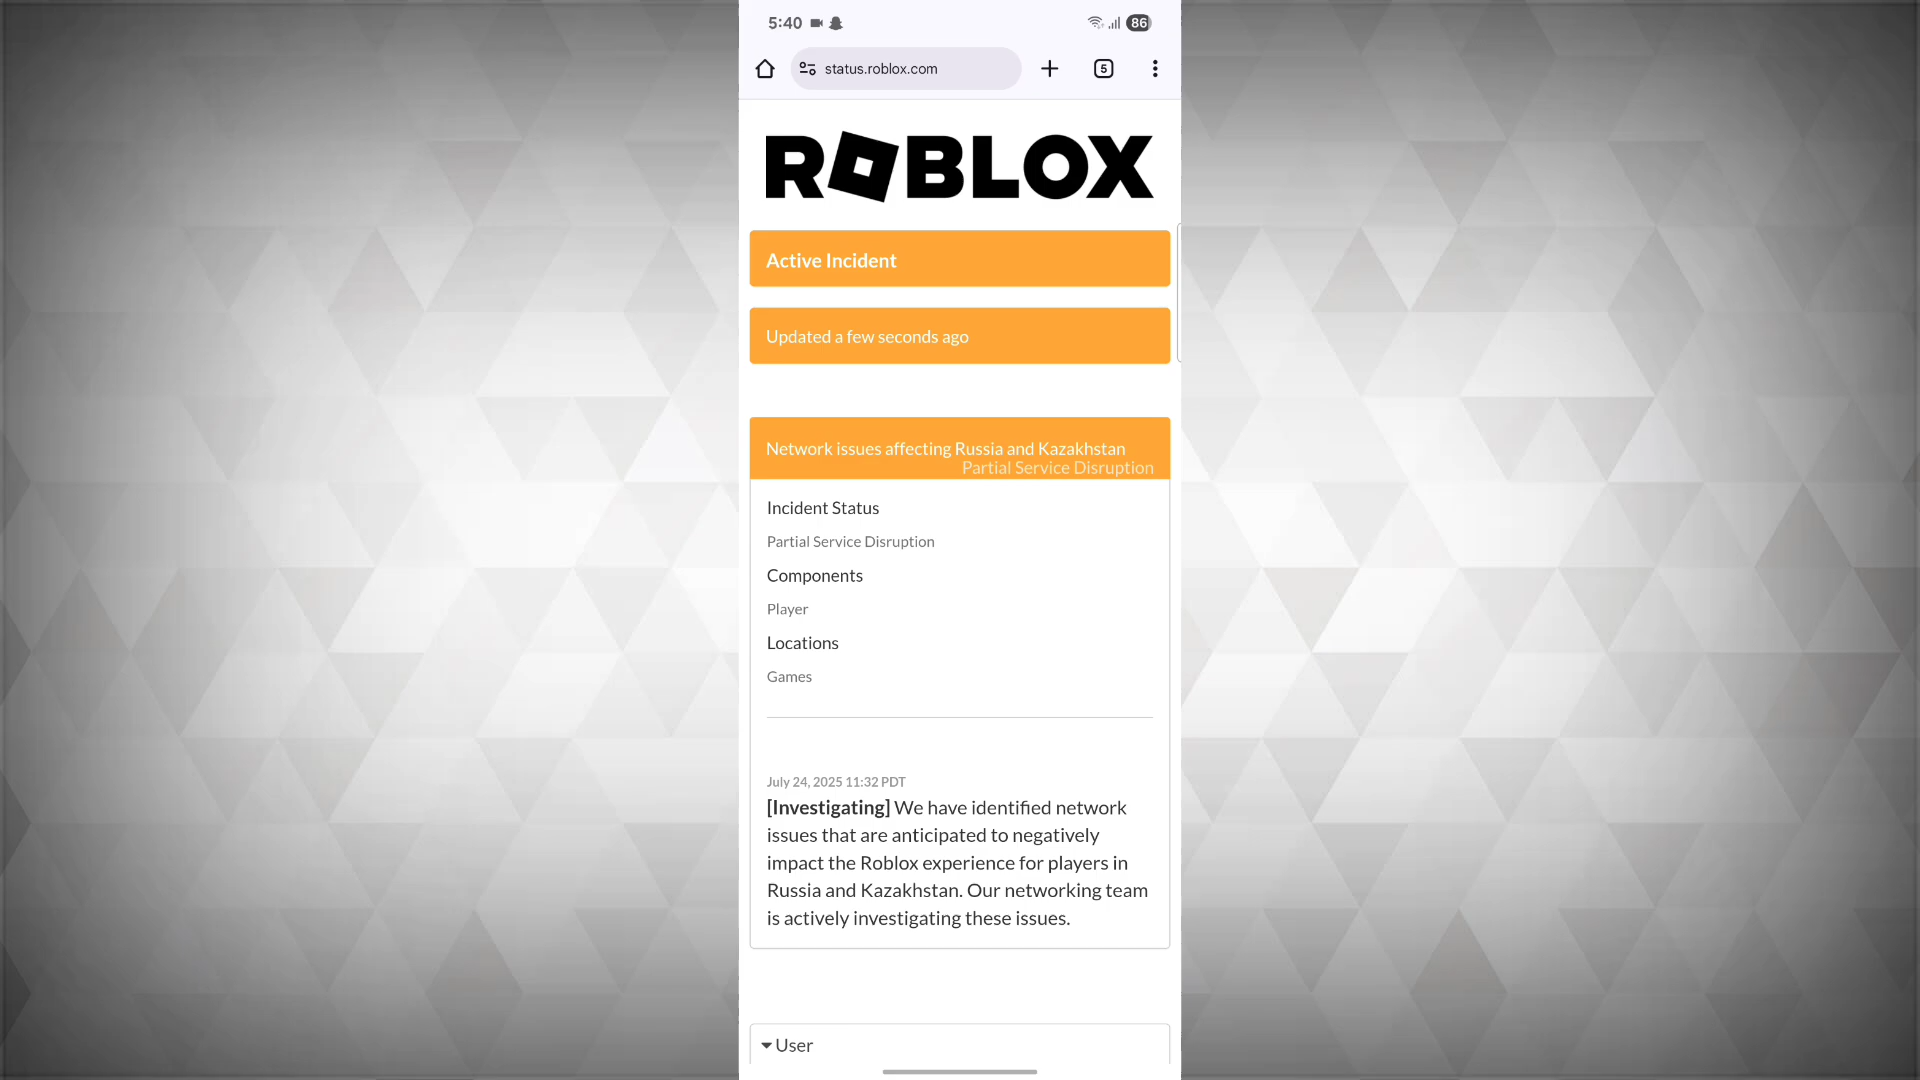 5:40
86
status.roblox.com
5
ROBLOX
Active Incident
Updated a few seconds ago
Network issues affecting Russia and Kazakhstan
Partial Service Disruption
Incident Status
Partial Service Disruption
Components
Player
Locations
Games
July 24, 2025 11:32 PDT
[Investigating] We have identified network
issues that are anticipated to negatively
impact the Roblox experience for players in
Russia and Kazakhstan. Our networking team
is actively investigating these issues.
User